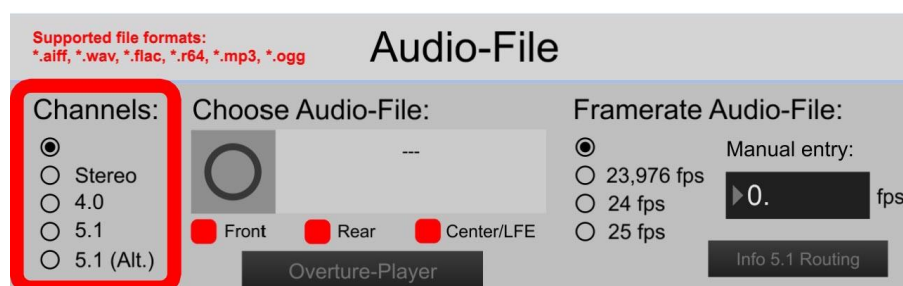 Supported file formats:
*.aiff, *.wav, *.flac, *.r64, *.mp3, *.ogg
Audio-File
Channels:
Stereo
4.0
5.1
5.1 (Alt.)
Choose Audio-File:
---
Front Rear Center/LFE
Overture-Player
Framerate Audio-File:
23,976 fps
24 fps
25 fps
Manual entry:
0. fps
Info 5.1 Routing